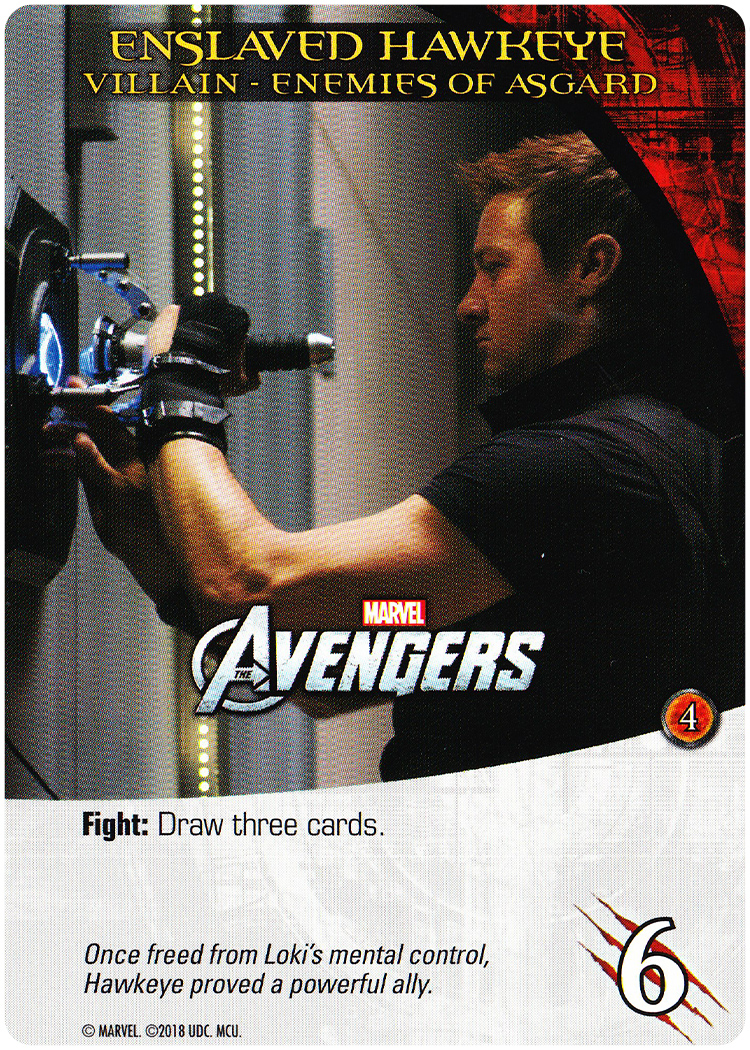 ENSLAVED HAWKEYE
VILLAIN - ENEMIES OF ASGARD
MARVEL
THE AVENGERS
4
Fight: Draw three cards.
Once freed from Loki's mental control,
Hawkeye proved a powerful ally.
6
© MARVEL. ©2018 UDC. MCU.